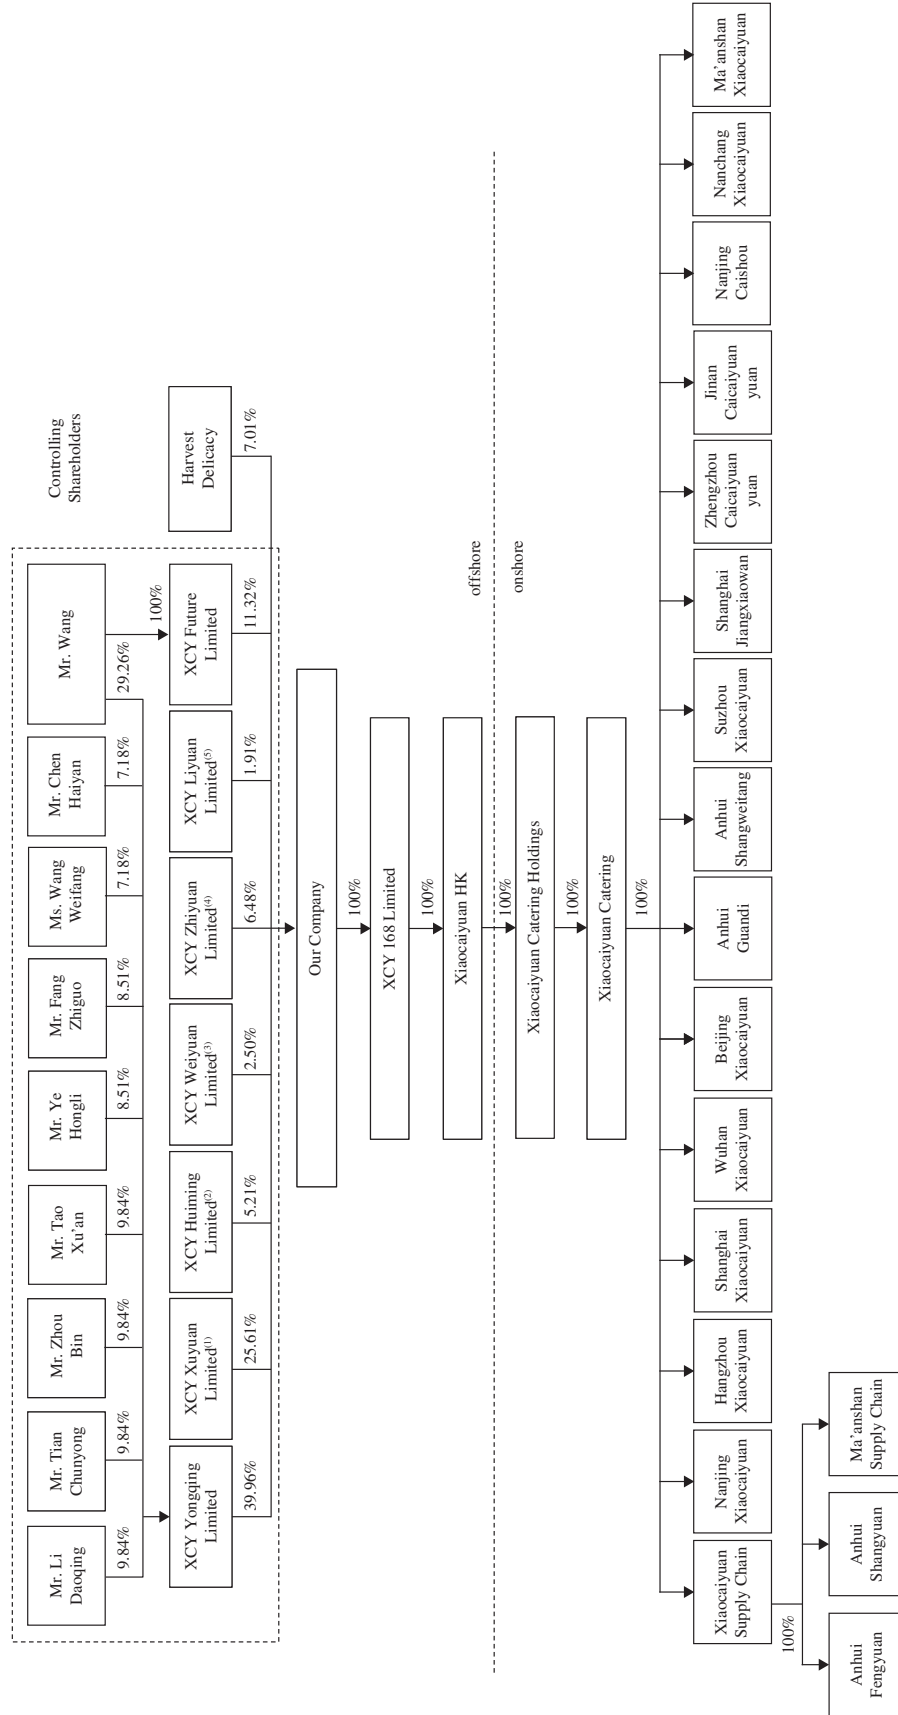 Controlling
Shareholders
Mr. Li
Daoqing
Mr. Tian
Chunyong
Mr. Zhou
Bin
Mr. Tao
Xu’an
Mr. Ye
Hongli
Mr. Fang
Zhiguo
Ms. Wang
Weifang
Mr. Chen
Haiyan
Mr. Wang
9.84%
9.84%
9.84%
9.84%
8.51%
8.51%
7.18%
7.18%
29.26%
100%
XCY Yongqing
Limited
XCY Xuyuan
Limited(1)
XCY Huiming
Limited(2)
XCY Weiyuan
Limited(3)
XCY Zhiyuan
Limited(4)
XCY Liyuan
Limited(5)
XCY Future
Limited
Harvest
Delicacy
39.96%
25.61%
5.21%
2.50%
6.48%
1.91%
11.32%
7.01%
Our Company
100%
XCY 168 Limited
100%
Xiaocaiyuan HK
offshore
100%
onshore
Xiaocaiyuan Catering Holdings
100%
Xiaocaiyuan Catering
100%
Xiaocaiyuan
Supply Chain
Nanjing
Xiaocaiyuan
Hangzhou
Xiaocaiyuan
Shanghai
Xiaocaiyuan
Wuhan
Xiaocaiyuan
Beijing
Xiaocaiyuan
Anhui
Guandi
Anhui
Shangweitang
Suzhou
Xiaocaiyuan
Shanghai
Jiangxiaowan
Zhengzhou
Caicaiyuan
yuan
Jinan
Caicaiyuan
yuan
Nanjing
Caishou
Nanchang
Xiaocaiyuan
Ma’anshan
Xiaocaiyuan
100%
Anhui
Fengyuan
Anhui
Shangyuan
Ma’anshan
Supply Chain